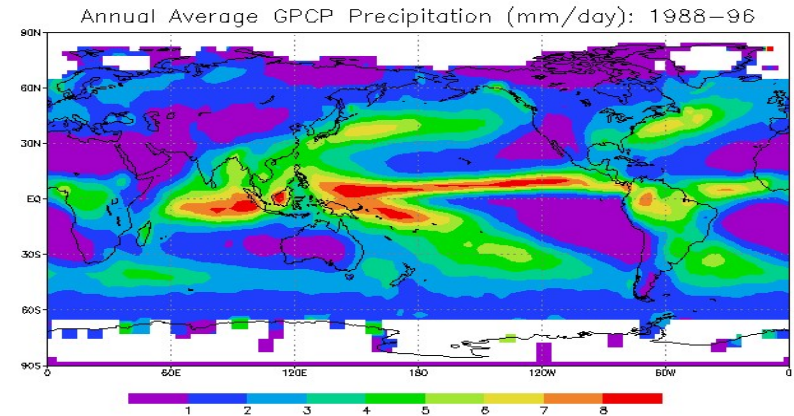 Annual Average GPCP Precipitation (mm/day): 1988-96
90N
60N
30N
EQ
30S
60S
90S
0 60E 120E 180 120W 60W 0
1 2 3 4 5 6 7 8